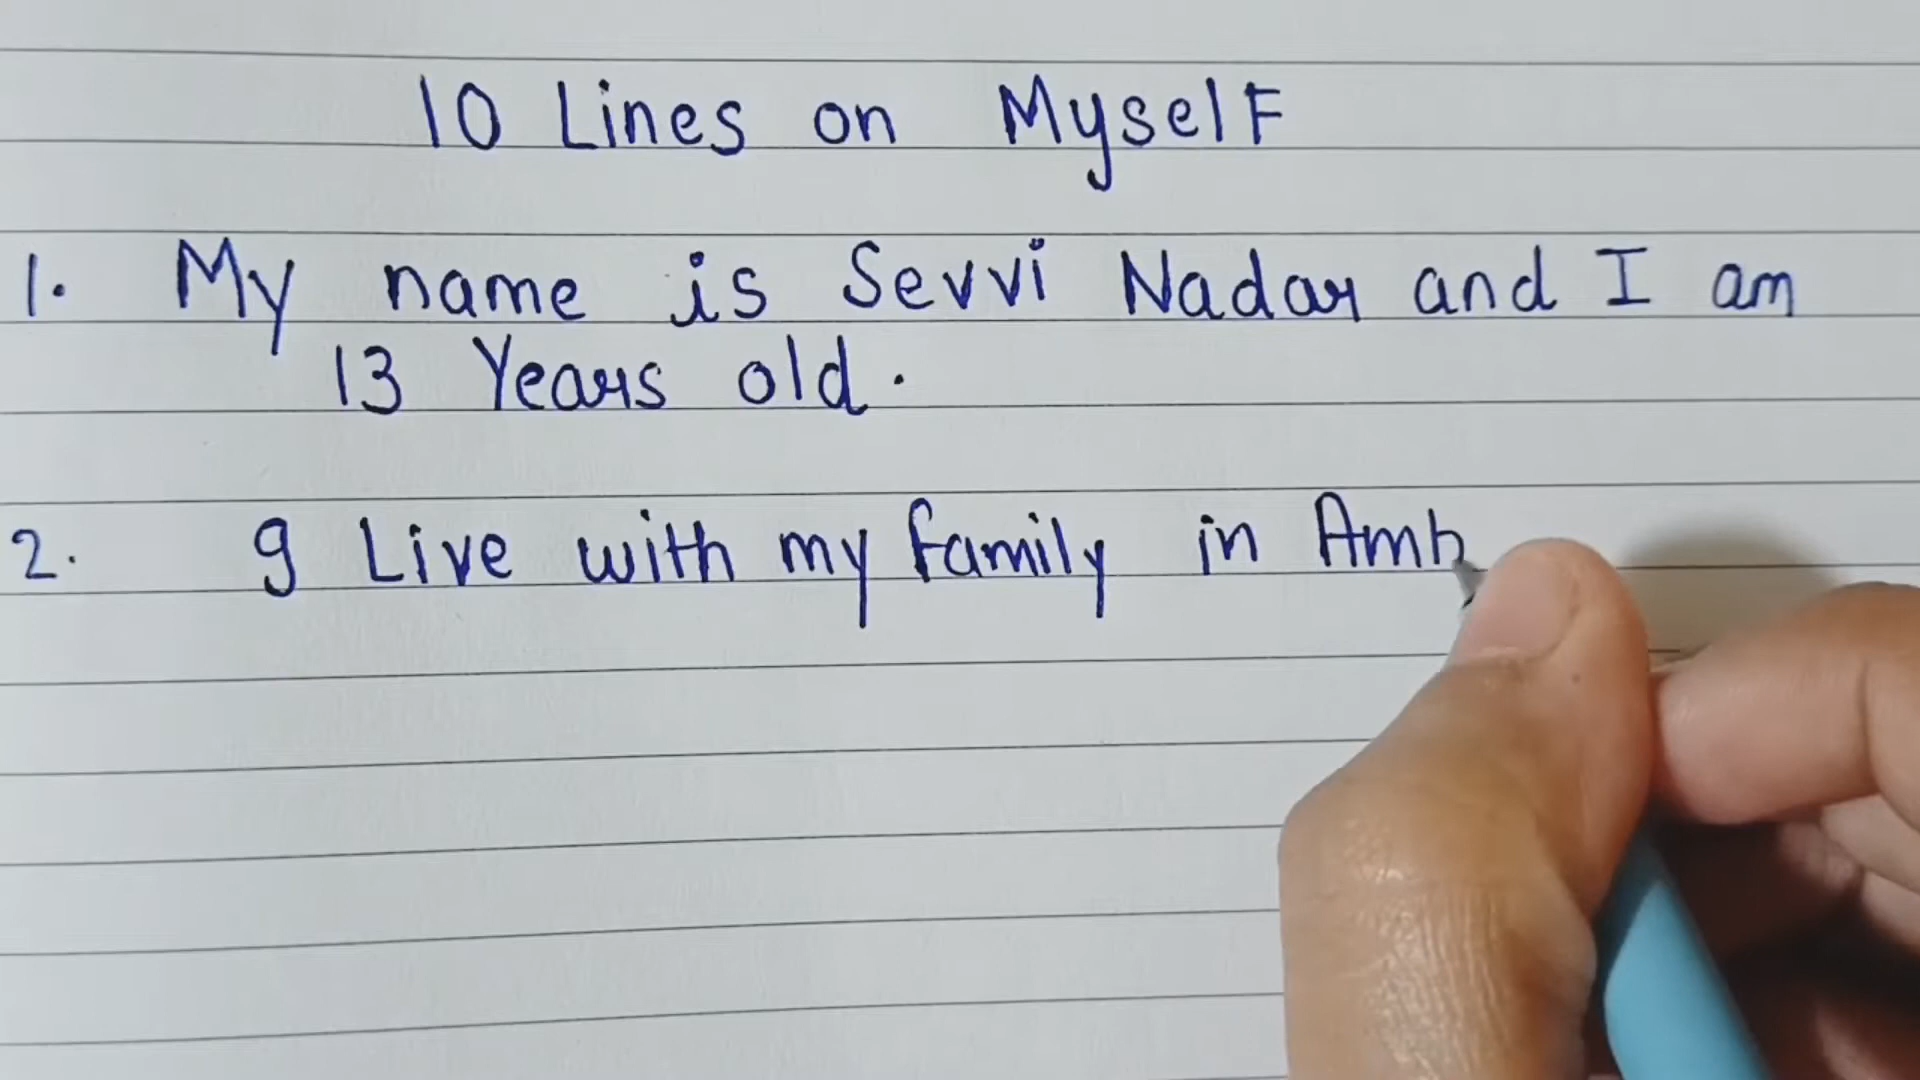 10 Lines on Myself
1. My name is Sevvi Nadar and I am
13 Years old.
2. I Live with my family in